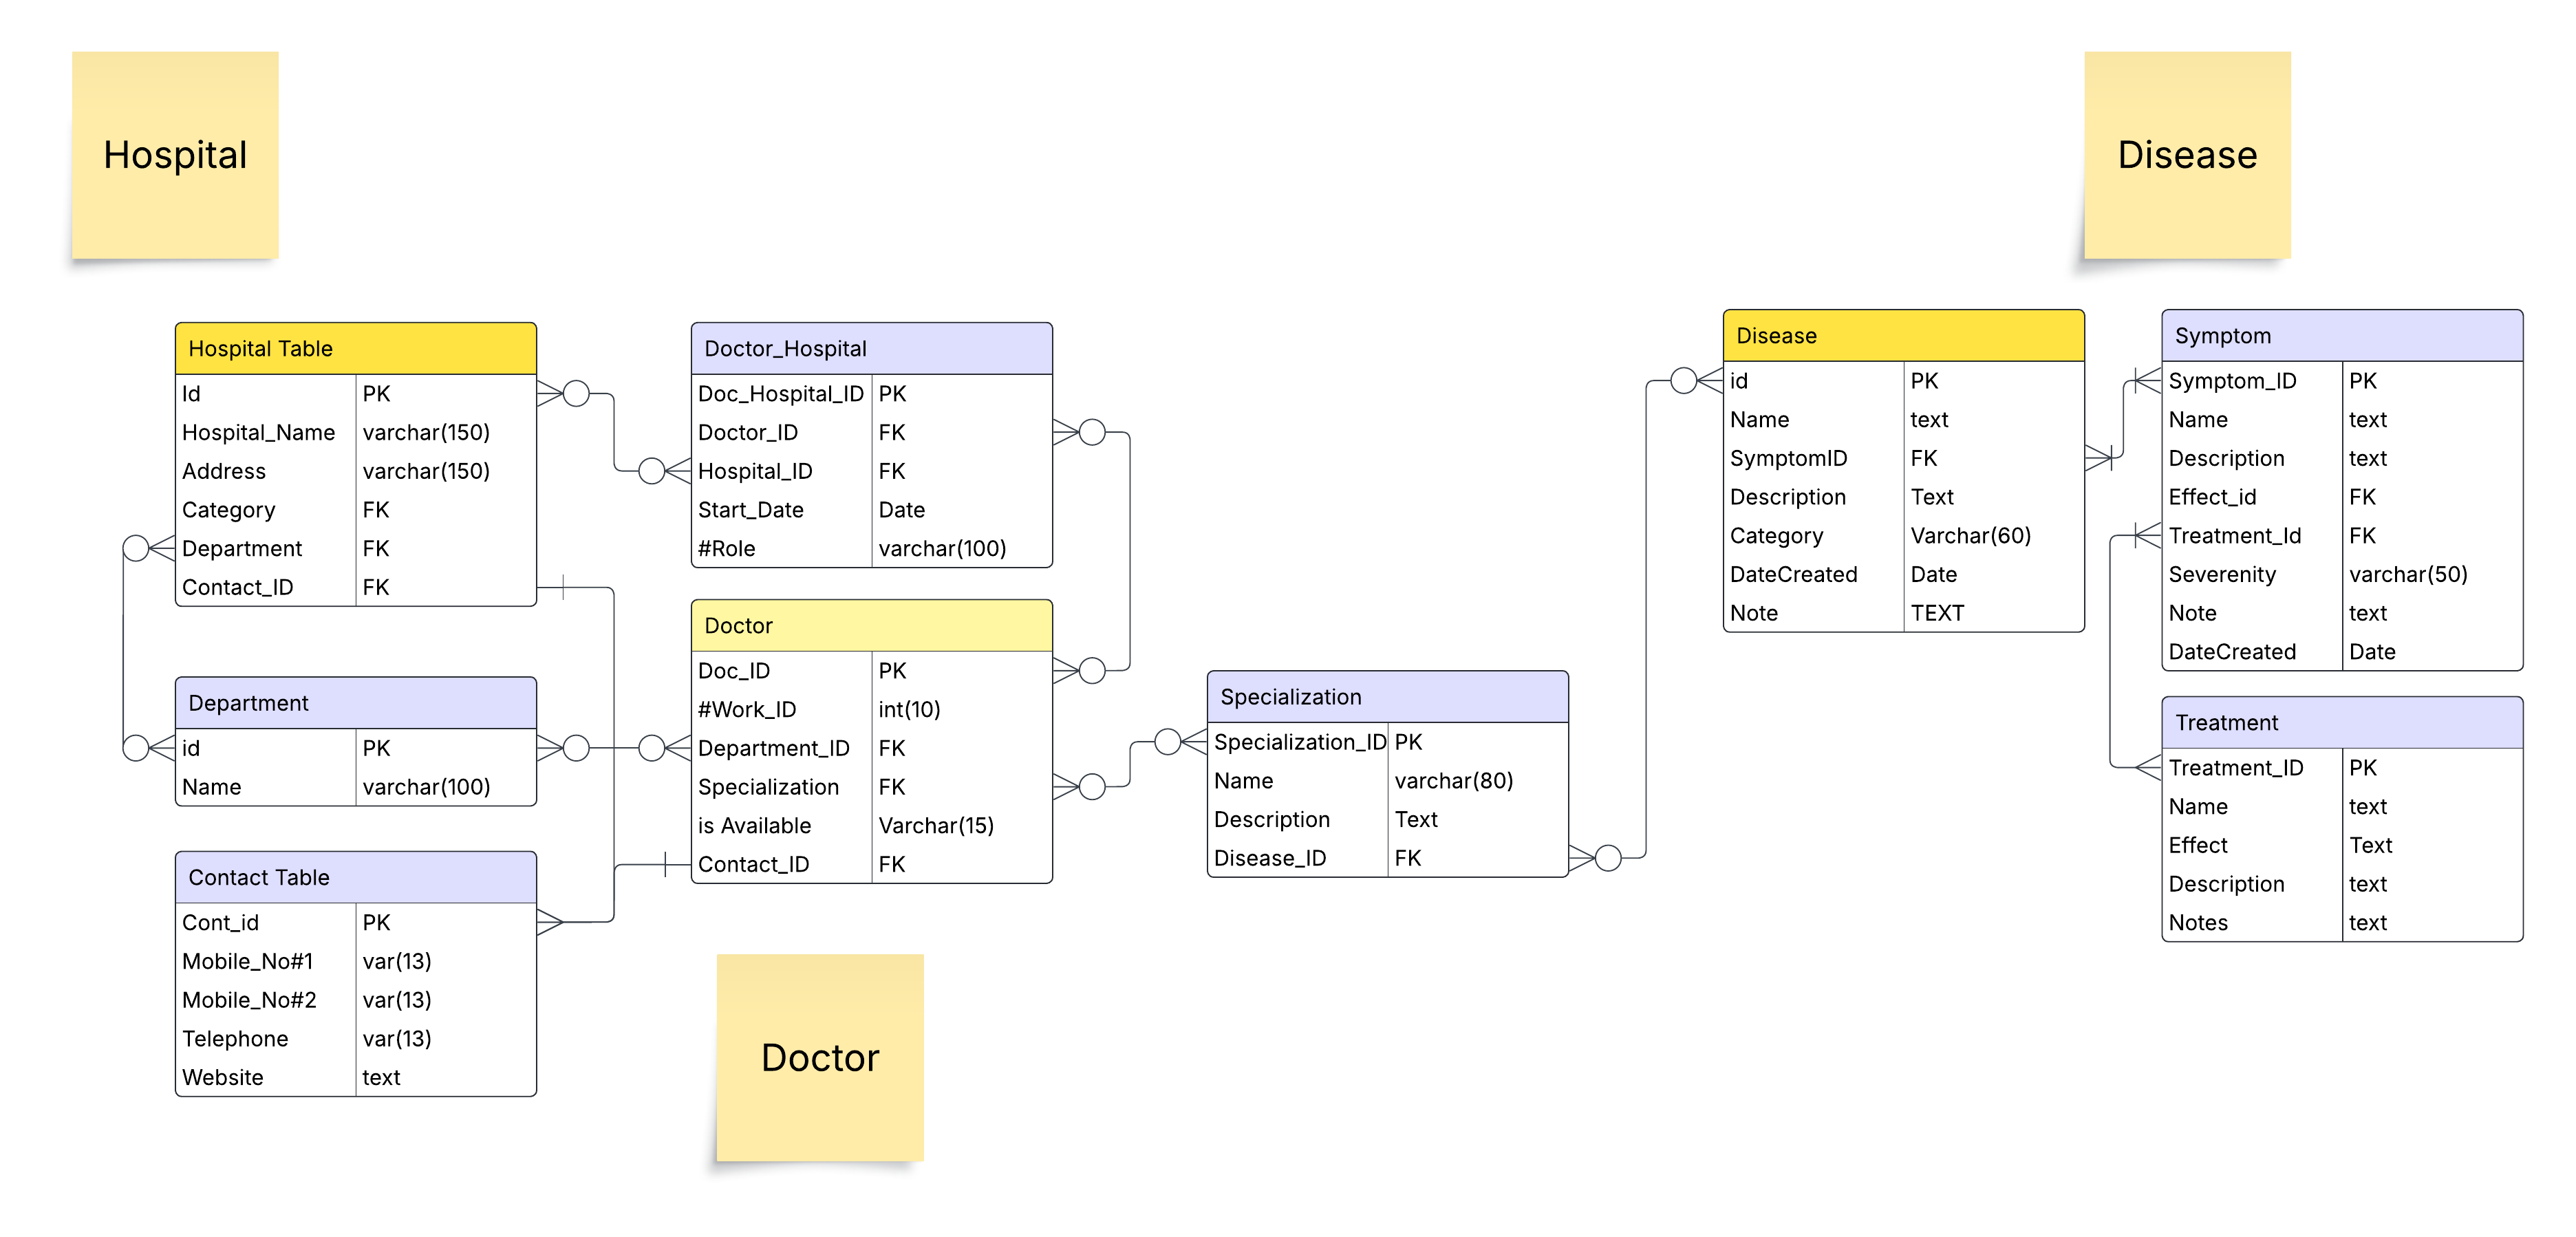 Hospital
Disease
Hospital Table
Id PK
Hospital_Name varchar(150)
Address varchar(150)
Category FK
Department FK
Contact_ID FK
Doctor_Hospital
Doc_Hospital_ID PK
Doctor_ID FK
Hospital_ID FK
Start_Date Date
#Role varchar(100)
Disease
id PK
Name text
SymptomID FK
Description Text
Category Varchar(60)
DateCreated Date
Note TEXT
Symptom
Symptom_ID PK
Name text
Description text
Effect_id FK
Treatment_Id FK
Severenity varchar(50)
Note text
DateCreated Date
Department
id PK
Name varchar(100)
Doctor
Doc_ID PK
#Work_ID int(10)
Department_ID FK
Specialization FK
is Available Varchar(15)
Contact_ID FK
Specialization
Specialization_ID PK
Name varchar(80)
Description Text
Disease_ID FK
Treatment
Treatment_ID PK
Name text
Effect Text
Description text
Notes text
Contact Table
Cont_id PK
Mobile_No#1 var(13)
Mobile_No#2 var(13)
Telephone var(13)
Website text
Doctor